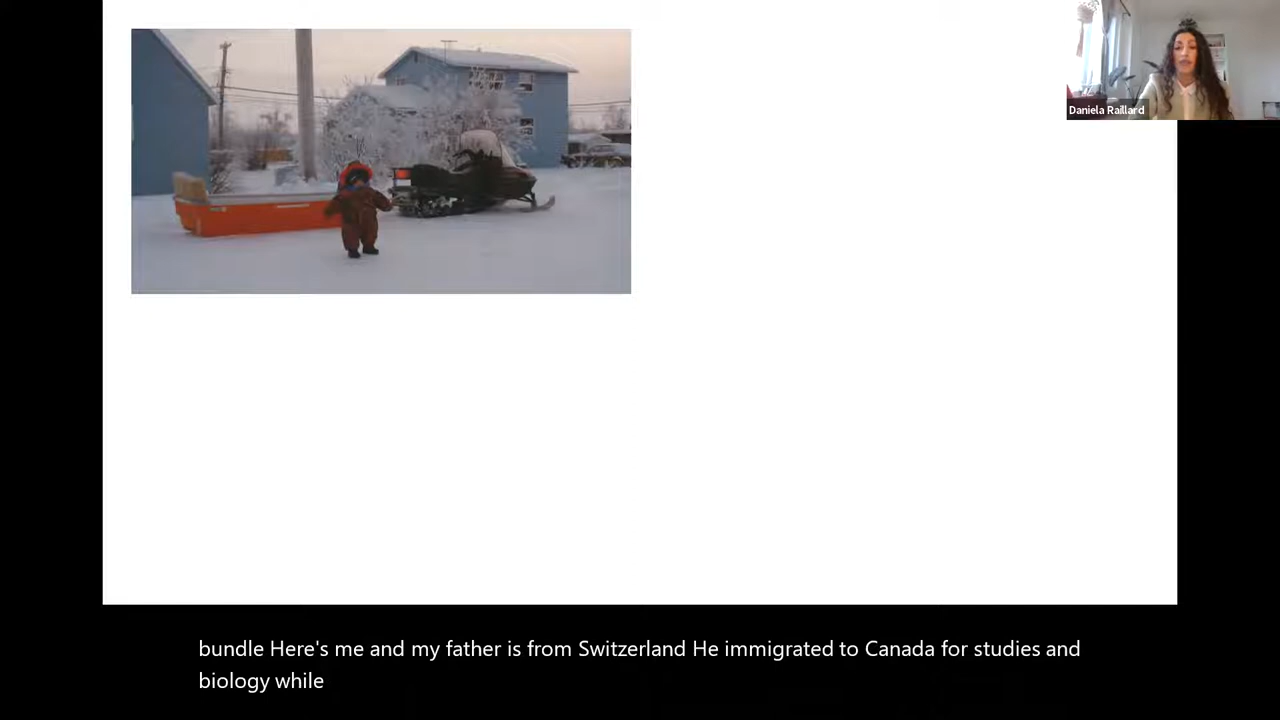 Daniela Raillard
bundle Here's me and my father is from Switzerland He immigrated to Canada for studies and
biology while